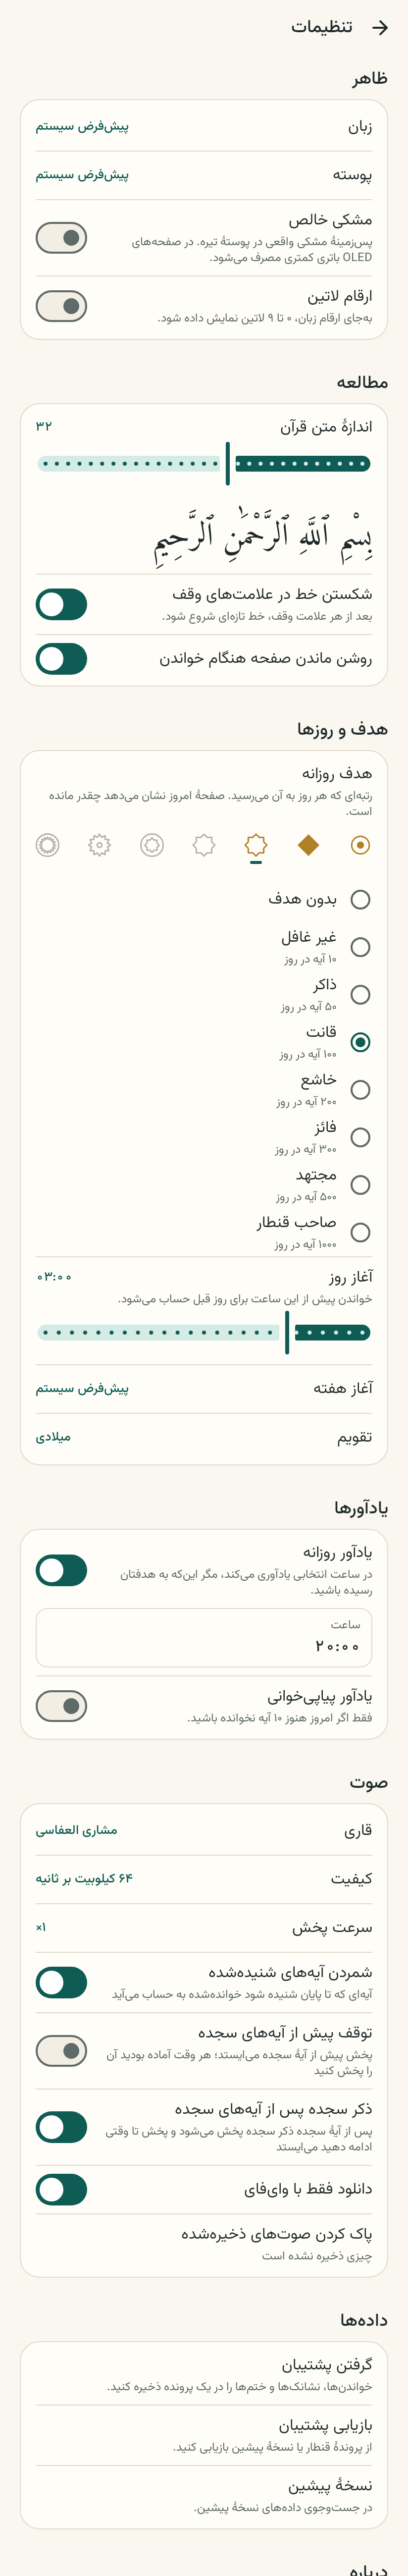 تنظیمات
ظاهر
زبان
پیش‌فرض سیستم
پوسته
پیش‌فرض سیستم
مشکی خالص
پس‌زمینهٔ مشکی واقعی در پوستهٔ تیره. در صفحه‌های
OLED باتری کمتری مصرف می‌شود.
ارقام لاتین
به‌جای ارقام زبان، ۰ تا ۹ لاتین نمایش داده شود.
مطالعه
اندازهٔ متن قرآن
۳۲
بِسْمِ ٱللَّهِ ٱلرَّحْمَٰنِ ٱلرَّحِيمِ
شکستن خط در علامت‌های وقف
بعد از هر علامت وقف، خط تازه‌ای شروع شود.
روشن ماندن صفحه هنگام خواندن
هدف و روزها
هدف روزانه
رتبه‌ای که هر روز به آن می‌رسید. صفحهٔ امروز نشان می‌دهد چقدر مانده
است.
بدون هدف
غیر غافل
۱۰ آیه در روز
ذاکر
۵۰ آیه در روز
قانت
۱۰۰ آیه در روز
خاشع
۲۰۰ آیه در روز
فائز
۳۰۰ آیه در روز
مجتهد
۵۰۰ آیه در روز
صاحب قنطار
۱۰۰۰ آیه در روز
آغاز روز
۰۳:۰۰
خواندن پیش از این ساعت برای روز قبل حساب می‌شود.
آغاز هفته
پیش‌فرض سیستم
تقویم
میلادی
یادآورها
یادآور روزانه
در ساعت انتخابی یادآوری می‌کند، مگر این‌که به هدفتان
رسیده باشید.
ساعت
۲۰:۰۰
یادآور پیاپی‌خوانی
فقط اگر امروز هنوز ۱۰ آیه نخوانده باشید.
صوت
قاری
مشاری العفاسی
کیفیت
۶۴ کیلوبیت بر ثانیه
سرعت پخش
۱×
شمردن آیه‌های شنیده‌شده
آیه‌ای که تا پایان شنیده شود خوانده‌شده به حساب می‌آید
توقف پیش از آیه‌های سجده
پخش پیش از آیهٔ سجده می‌ایستد؛ هر وقت آماده بودید آن
را پخش کنید
ذکر سجده پس از آیه‌های سجده
پس از آیهٔ سجده ذکر سجده پخش می‌شود و پخش تا وقتی
ادامه دهید می‌ایستد
دانلود فقط با وای‌فای
پاک کردن صوت‌های ذخیره‌شده
چیزی ذخیره نشده است
داده‌ها
گرفتن پشتیبان
خواندن‌ها، نشانک‌ها و ختم‌ها را در یک پرونده ذخیره کنید.
بازیابی پشتیبان
از پروندهٔ قنطار یا نسخهٔ پیشین بازیابی کنید.
نسخهٔ پیشین
در جست‌وجوی داده‌های نسخهٔ پیشین.
درباره